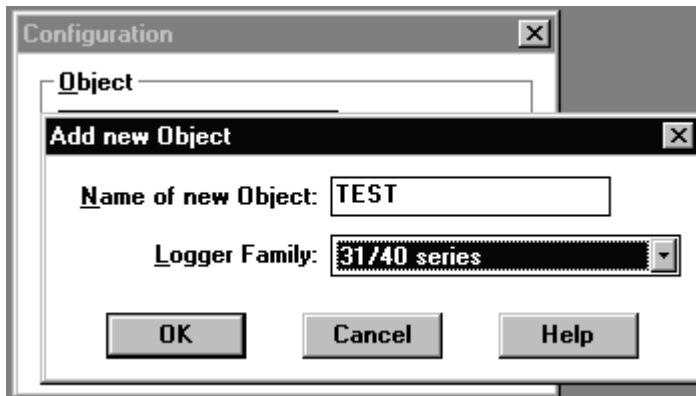 Configuration
Object
Add new Object
Name of new Object: TEST
Logger Family: 31/40 series
OK Cancel Help